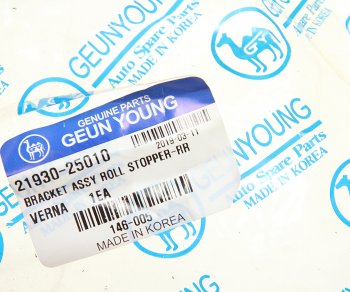 GEUNYOUNG
Auto Spare Parts
MADE IN KOREA
GENUINE PARTS
GEUN YOUNG
2019-03-11
21930-25010
BRACKET ASSY ROLL STOPPER-RR
VERNA 1EA
146-005
MADE IN KOREA
GEUNYOUNG
Auto Spare Parts
MADE IN KOREA